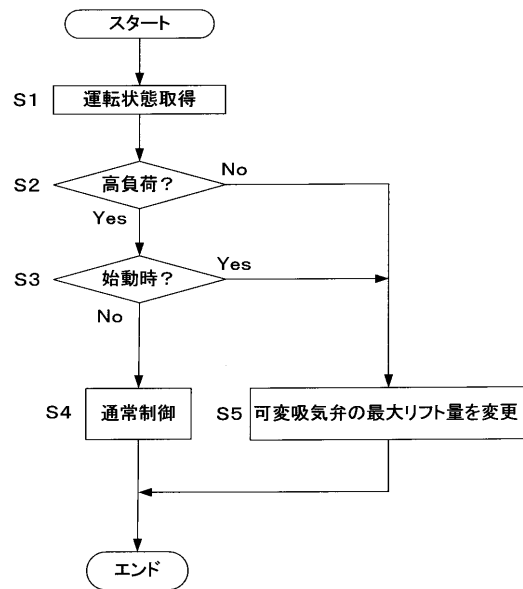 スタート
S1 運転状態取得
S2 高負荷? No
Yes
S3 始動時? Yes
No
S4 通常制御 S5 可変吸気弁の最大リフト量を変更
エンド